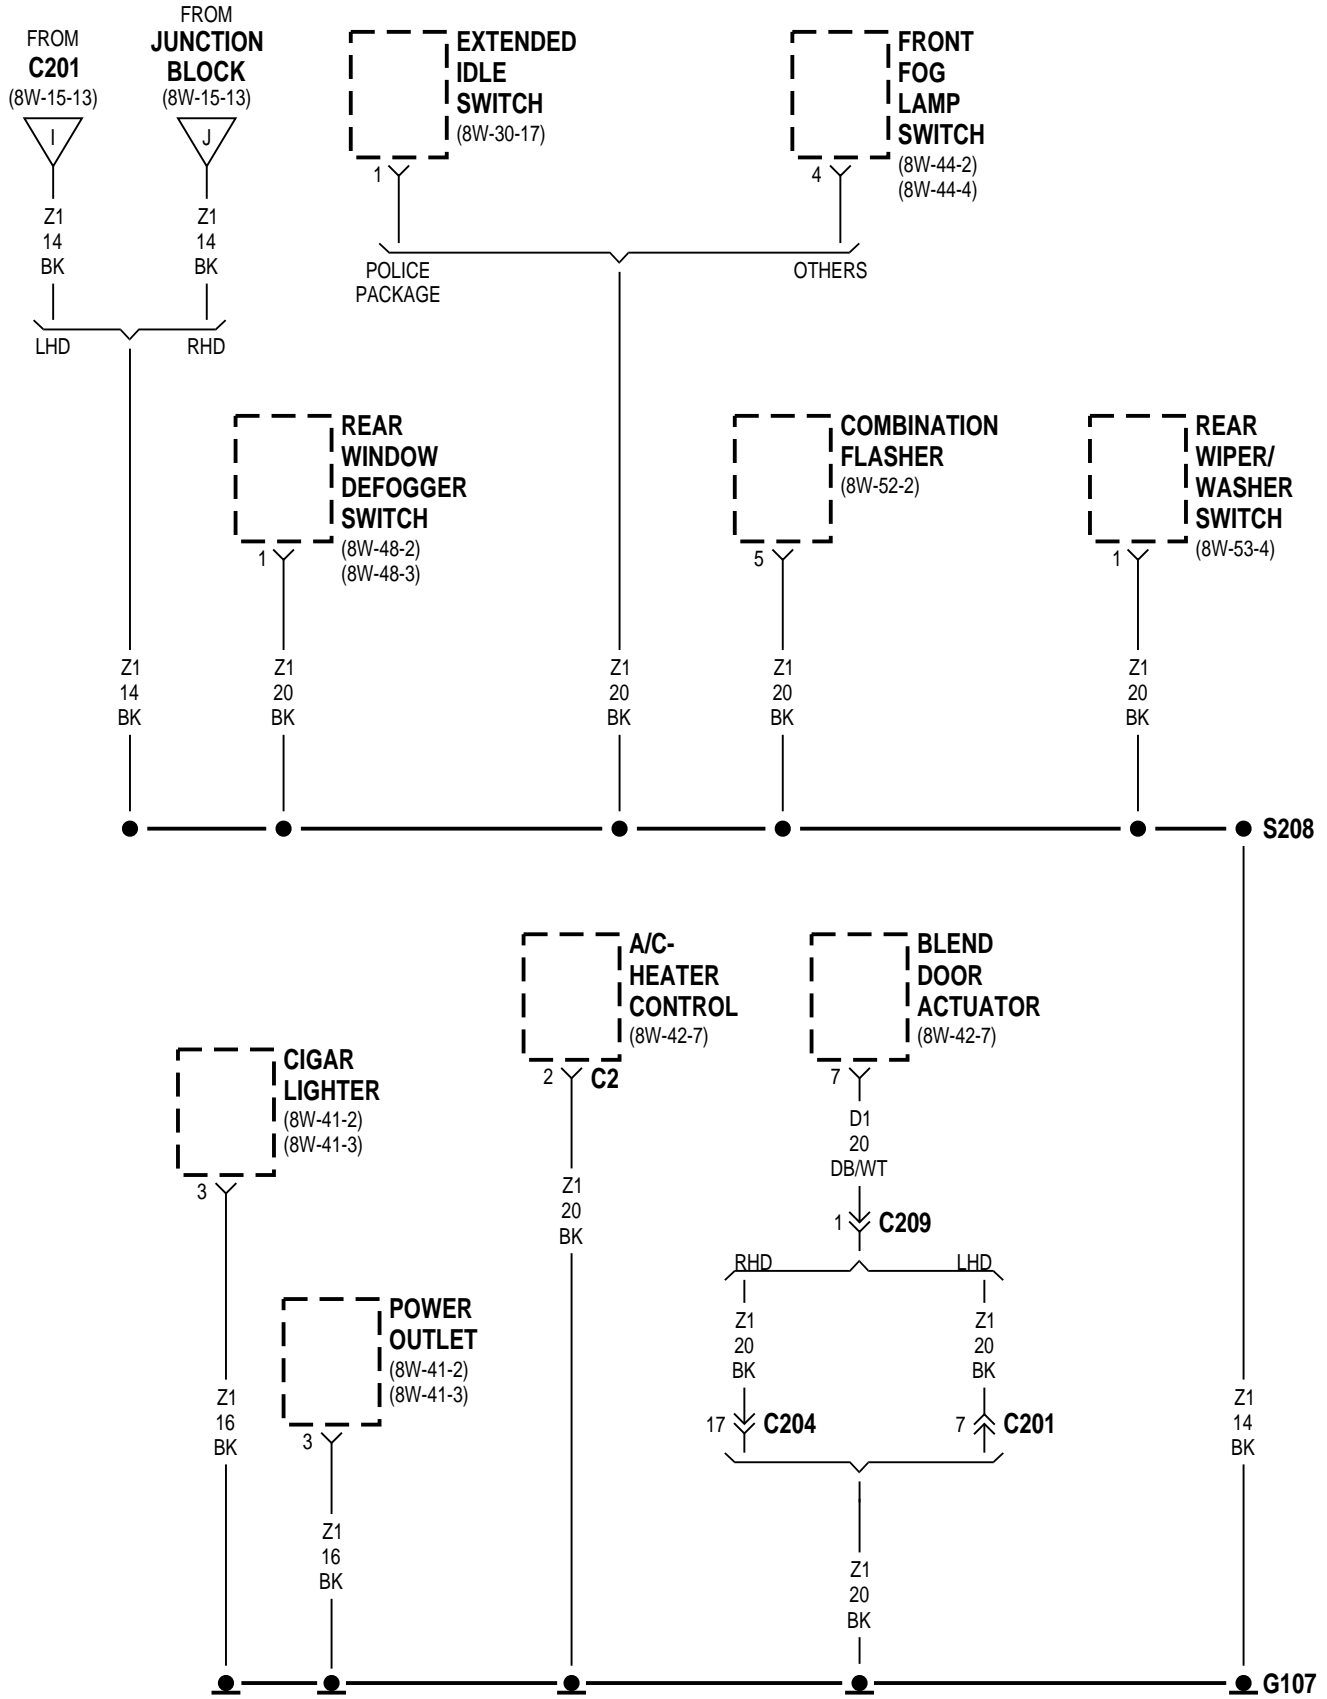 FROM
C201
(8W-15-13)
I
FROM
JUNCTION
BLOCK
(8W-15-13)
J
EXTENDED
IDLE
SWITCH
(8W-30-17)
1
FRONT
FOG
LAMP
SWITCH
(8W-44-2)
(8W-44-4)
4
Z1
14
BK
Z1
14
BK
LHD
RHD
POLICE
PACKAGE
OTHERS
REAR
WINDOW
DEFOGGER
SWITCH
(8W-48-2)
(8W-48-3)
1
COMBINATION
FLASHER
(8W-52-2)
5
REAR
WIPER/
WASHER
SWITCH
(8W-53-4)
1
Z1
14
BK
Z1
20
BK
Z1
20
BK
Z1
20
BK
Z1
20
BK
S208
A/C-
HEATER
CONTROL
(8W-42-7)
2
C2
BLEND
DOOR
ACTUATOR
(8W-42-7)
7
CIGAR
LIGHTER
(8W-41-2)
(8W-41-3)
3
D1
20
DB/WT
Z1
20
BK
1
C209
RHD
LHD
POWER
OUTLET
(8W-41-2)
(8W-41-3)
3
Z1
20
BK
Z1
20
BK
17
C204
7
C201
Z1
16
BK
Z1
14
BK
Z1
16
BK
Z1
20
BK
G107